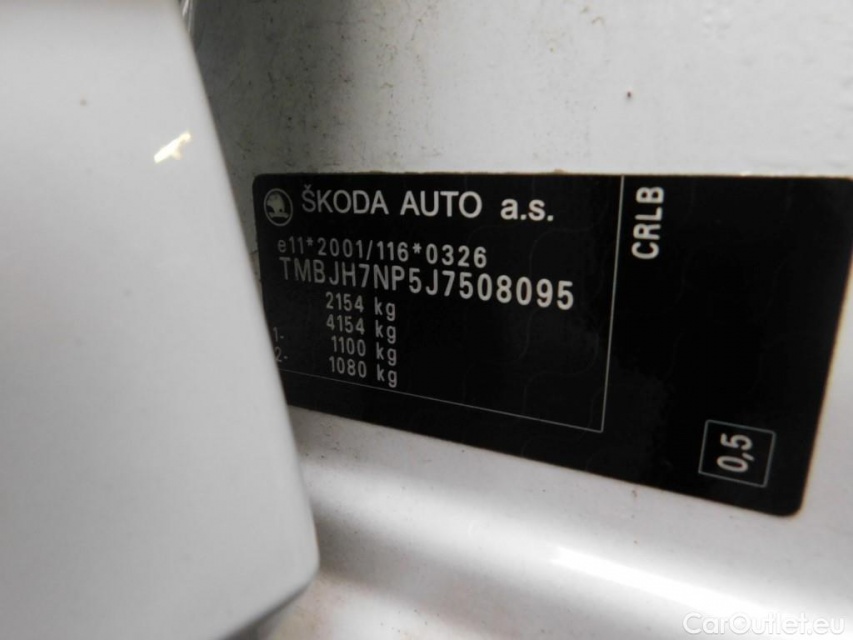 ŠKODA AUTO a.s.
e11*2001/116*0326
TMBJH7NP5J7508095
2154 kg
4154 kg
1- 1100 kg
2- 1080 kg
CRLB
0,5
CarOutlet.eu